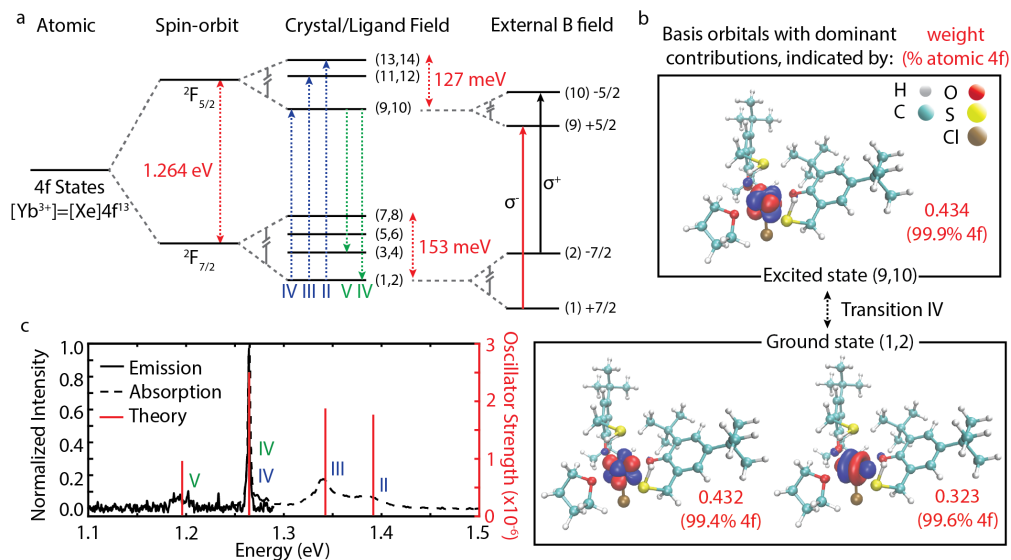 a
Atomic
Spin-orbit
Crystal/Ligand Field
External B field
4f States
[Yb³⁺]=[Xe]4f¹³
1.264 eV
²F₅/₂
²F₇/₂
(13,14)
(11,12)
(9,10)
127 meV
(7,8)
(5,6)
(3,4)
(1,2)
153 meV
IV III II V IV
(10) -5/2
(9) +5/2
σ⁻
σ⁺
(2) -7/2
(1) +7/2
b
Basis orbitals with dominant
contributions, indicated by:
weight
(% atomic 4f)
H
O
C
S
Cl
0.434
(99.9% 4f)
Excited state (9,10)
Transition IV
Ground state (1,2)
0.432
(99.4% 4f)
0.323
(99.6% 4f)
c
Normalized Intensity
1.0
0.8
0.6
0.4
0.2
0.0
Emission
Absorption
Theory
V
IV
IV
III
II
3
2
1
0
Oscillator Strength (x10⁻⁶)
1.1 1.2 1.3 1.4 1.5
Energy (eV)